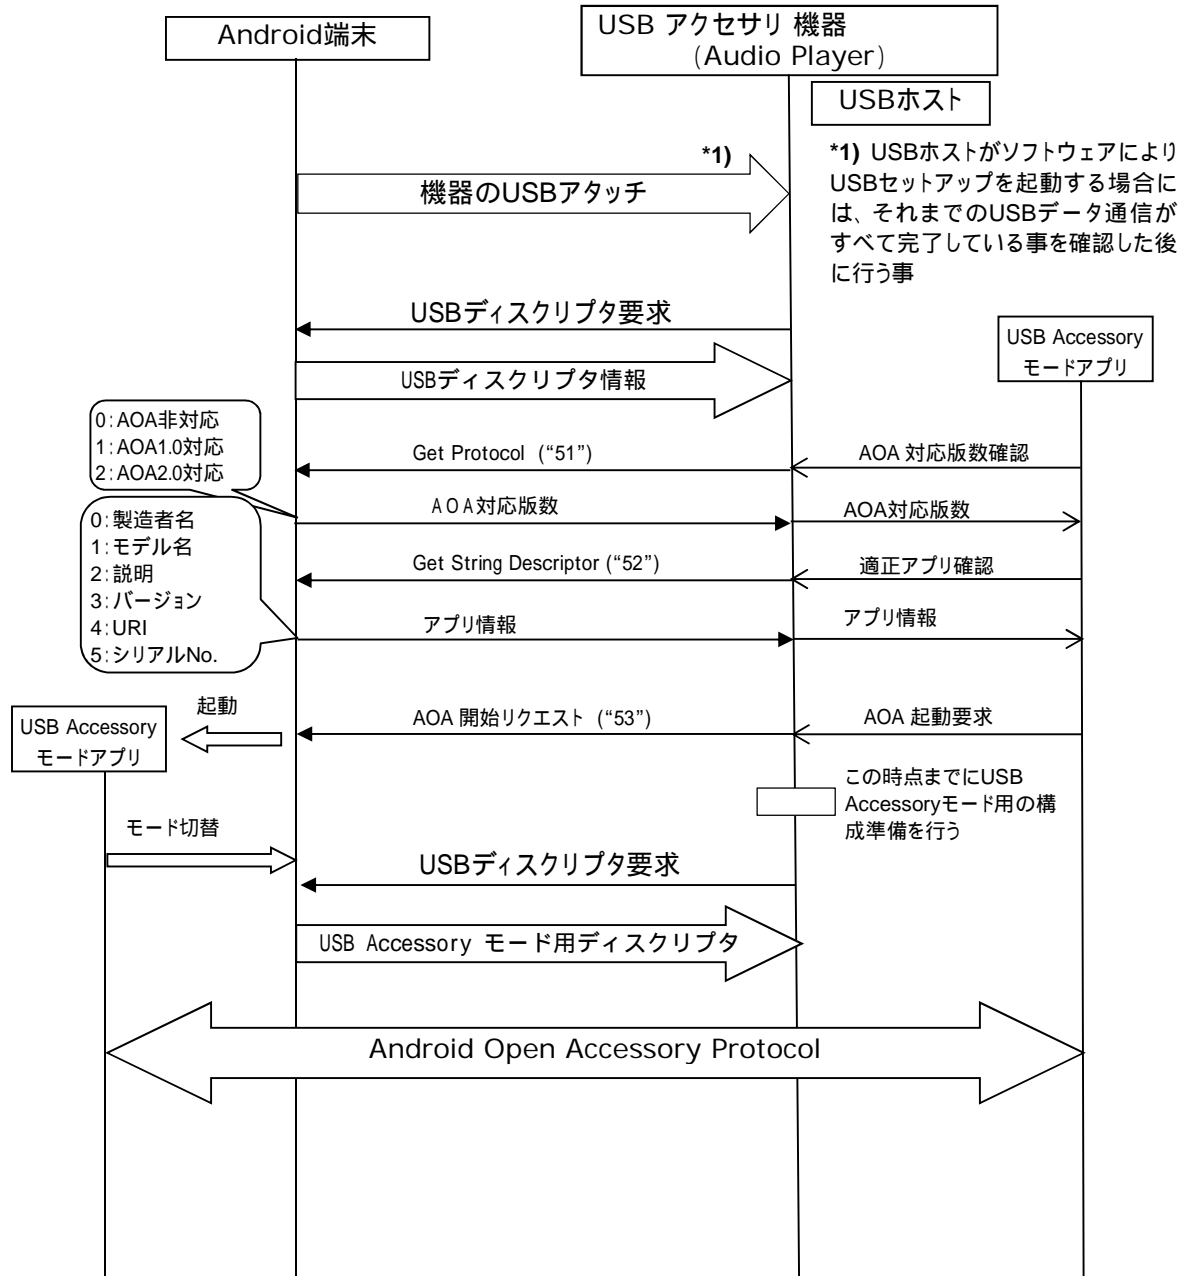 Android端末
USB アクセサリ 機器
(Audio Player)
USBホスト
*1)
機器のUSBアタッチ
*1) USBホストがソフトウェアにより
USBセットアップを起動する場合に
は、それまでのUSBデータ通信が
すべて完了している事を確認した後
に行う事
USBディスクリプタ要求
USB Accessory
モードアプリ
USBディスクリプタ情報
0:AOA非対応
1:AOA1.0対応
2:AOA2.0対応
Get Protocol (“51”)
AOA 対応版数確認
AOA対応版数
AOA対応版数
0:製造者名
1:モデル名
2:説明
3:バージョン
4:URI
5:シリアルNo.
Get String Descriptor (“52”)
適正アプリ確認
アプリ情報
アプリ情報
起動
AOA 開始リクエスト (“53”)
AOA 起動要求
USB Accessory
モードアプリ
この時点までにUSB
Accessoryモード用の構
成準備を行う
モード切替
USBディスクリプタ要求
USB Accessory モード用ディスクリプタ
Android Open Accessory Protocol